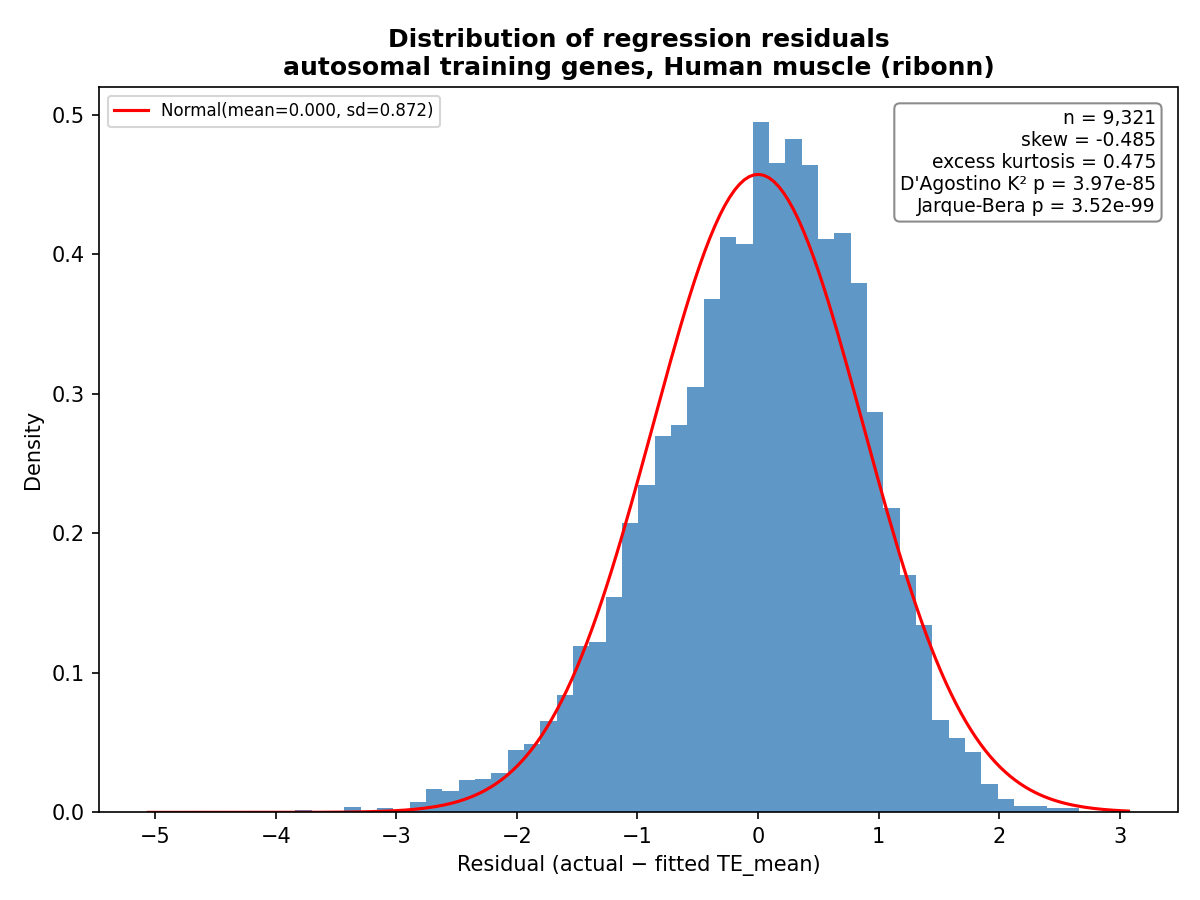 Distribution of regression residuals
autosomal training genes, Human muscle (ribonn)
Normal(mean=0.000, sd=0.872)
n = 9,321
skew = -0.485
excess kurtosis = 0.475
D'Agostino K² p = 3.97e-85
Jarque-Bera p = 3.52e-99
Density
0.5
0.4
0.3
0.2
0.1
0.0
−5 −4 −3 −2 −1 0 1 2 3
Residual (actual − fitted TE_mean)